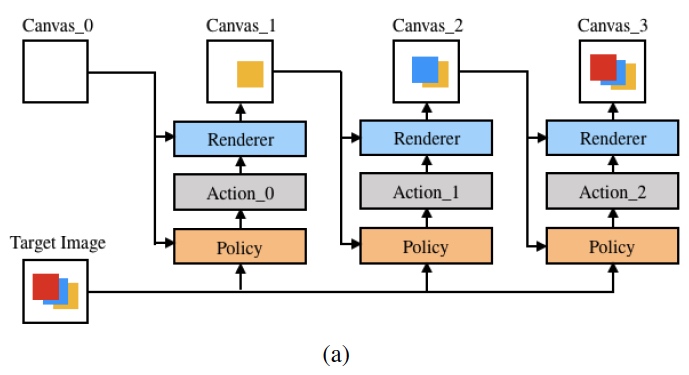 Canvas_0
Canvas_1
Canvas_2
Canvas_3
Renderer
Renderer
Renderer
Action_0
Action_1
Action_2
Target Image
Policy
Policy
Policy
(a)